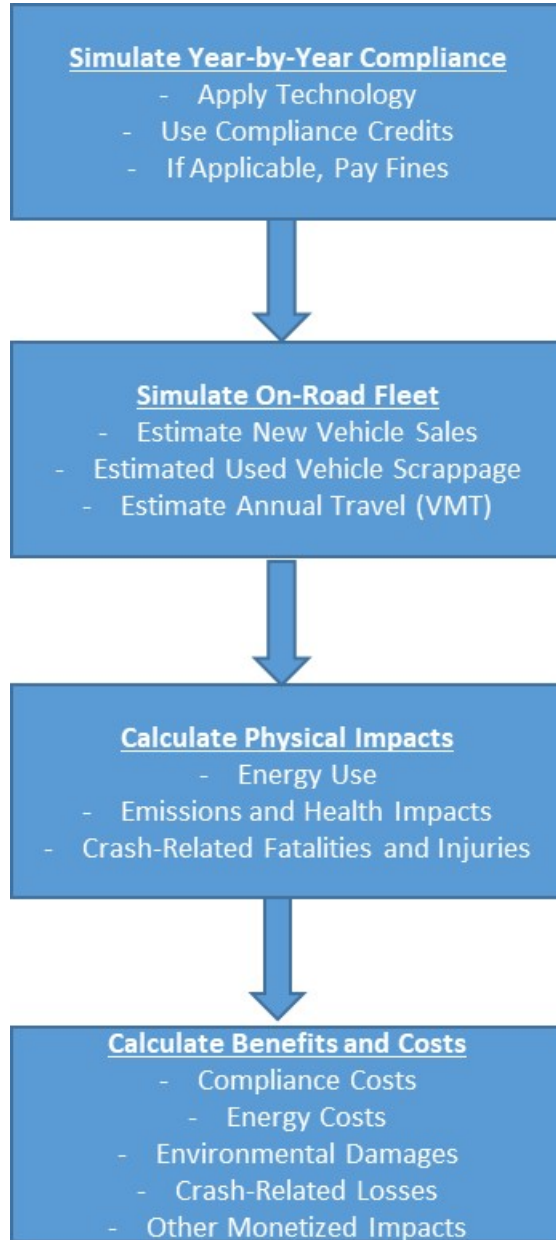 Simulate Year-by-Year Compliance
- Apply Technology
- Use Compliance Credits
- If Applicable, Pay Fines
Simulate On-Road Fleet
- Estimate New Vehicle Sales
- Estimated Used Vehicle Scrappage
- Estimate Annual Travel (VMT)
Calculate Physical Impacts
- Energy Use
- Emissions and Health Impacts
- Crash-Related Fatalities and Injuries
Calculate Benefits and Costs
- Compliance Costs
- Energy Costs
- Environmental Damages
- Crash-Related Losses
- Other Monetized Impacts